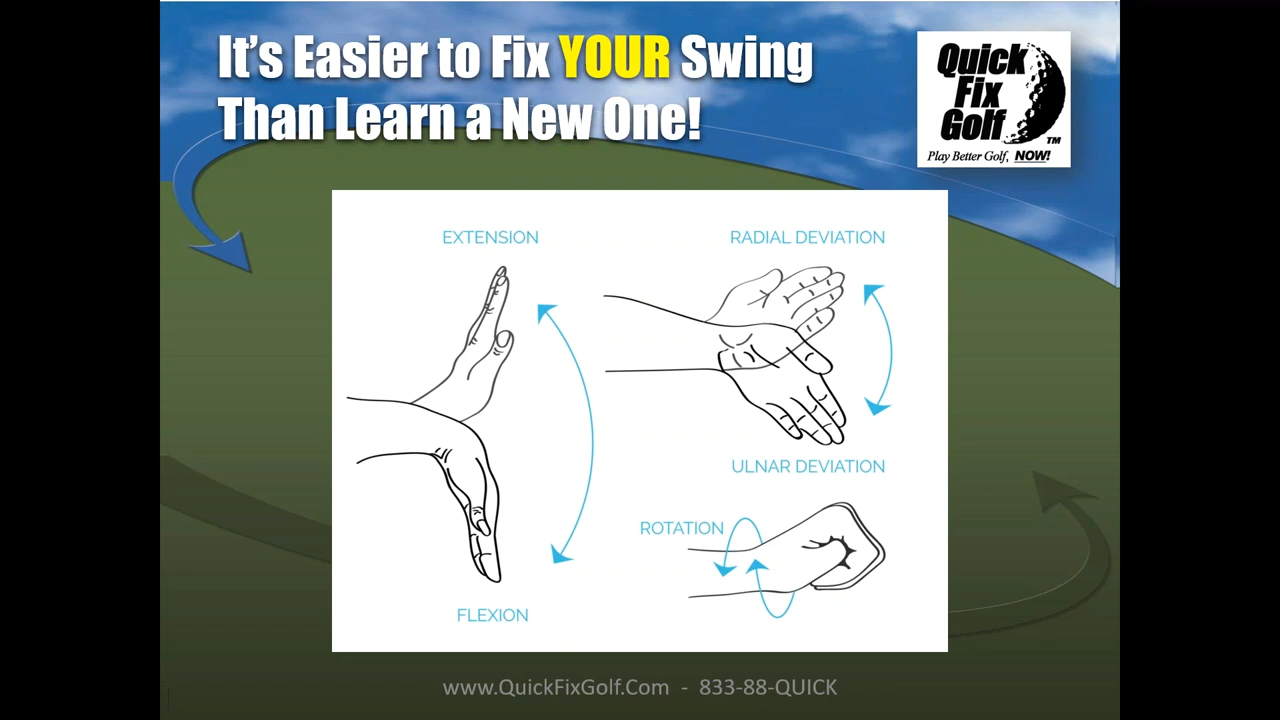 It's Easier to Fix YOUR Swing
Than Learn a New One!
Quick
Fix
Golf
TM
Play Better Golf, NOW!
EXTENSION
RADIAL DEVIATION
ULNAR DEVIATION
ROTATION
FLEXION
www.QuickFixGolf.Com - 833-88-QUICK